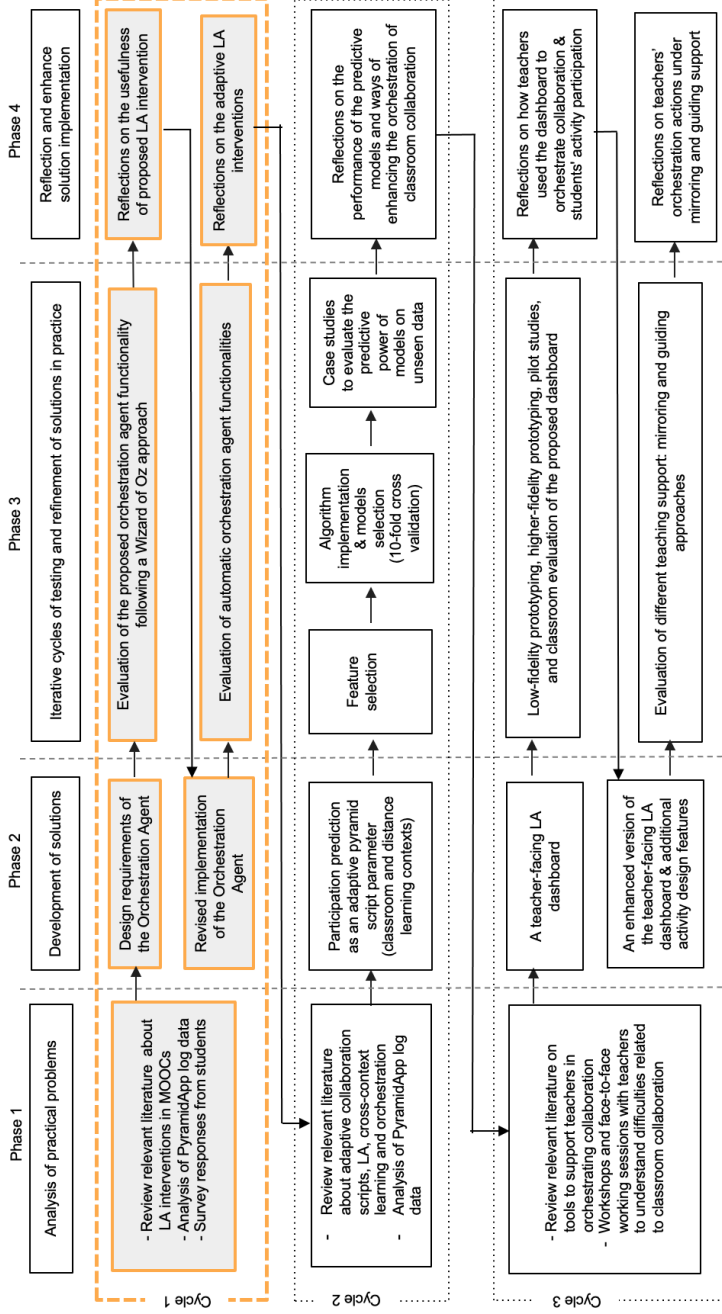 Phase 1
Phase 2
Phase 3
Phase 4
Analysis of practical problems
Development of solutions
Iterative cycles of testing and refinement of solutions in practice
Reflection and enhance
solution implementation
Cycle 1
- Review relevant literature about
LA interventions in MOOCs
- Analysis of PyramidApp log data
- Survey responses from students
Design requirements of
the Orchestration Agent
Evaluation of the proposed orchestration agent functionality
following a Wizard of Oz approach
Reflections on the usefulness
of proposed LA intervention
Revised implementation
of the Orchestration
Agent
Evaluation of automatic orchestration agent functionalities
Reflections on the adaptive LA
interventions
Cycle 2
- Review relevant literature
about adaptive collaboration
scripts, LA, cross-context
learning and orchestration
- Analysis of PyramidApp log
data
Participation prediction
as an adaptive pyramid
script parameter
(classroom and distance
learning contexts)
Feature
selection
Algorithm
implementation
& models
selection
(10-fold cross
validation)
Case studies
to evaluate the
predictive
power of
models on
unseen data
Reflections on the
performance of the predictive
models and ways of
enhancing the orchestration of
classroom collaboration
Cycle 3
- Review relevant literature on
tools to support teachers in
orchestrating collaboration
- Workshops and face-to-face
working sessions with teachers
to understand difficulties related
to classroom collaboration
A teacher-facing LA
dashboard
Low-fidelity prototyping, higher-fidelity prototyping, pilot studies,
and classroom evaluation of the proposed dashboard
Reflections on how teachers
used the dashboard to
orchestrate collaboration &
students' activity participation
An enhanced version of
the teacher-facing LA
dashboard & additional
activity design features
Evaluation of different teaching support: mirroring and guiding
approaches
Reflections on teachers'
orchestration actions under
mirroring and guiding support